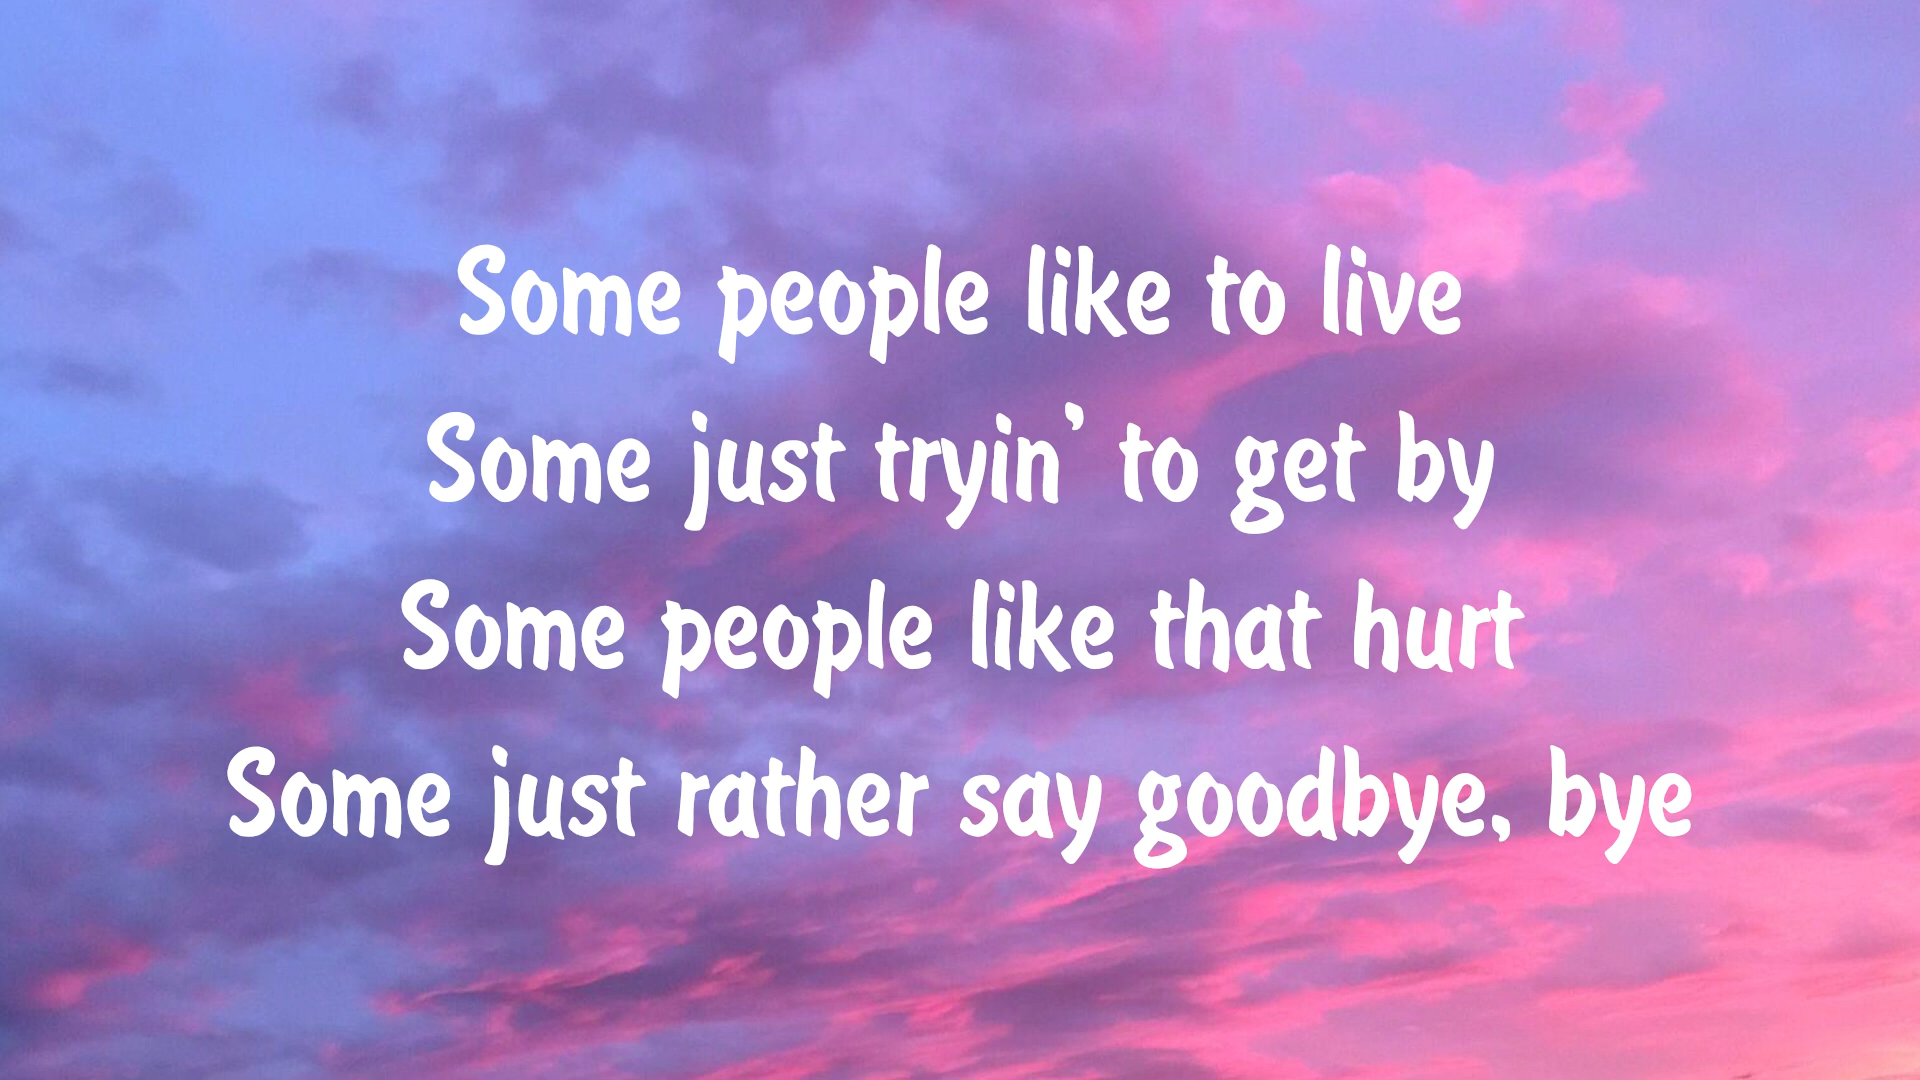 Some people like to live
Some just tryin’ to get by
Some people like that hurt
Some just rather say goodbye, bye